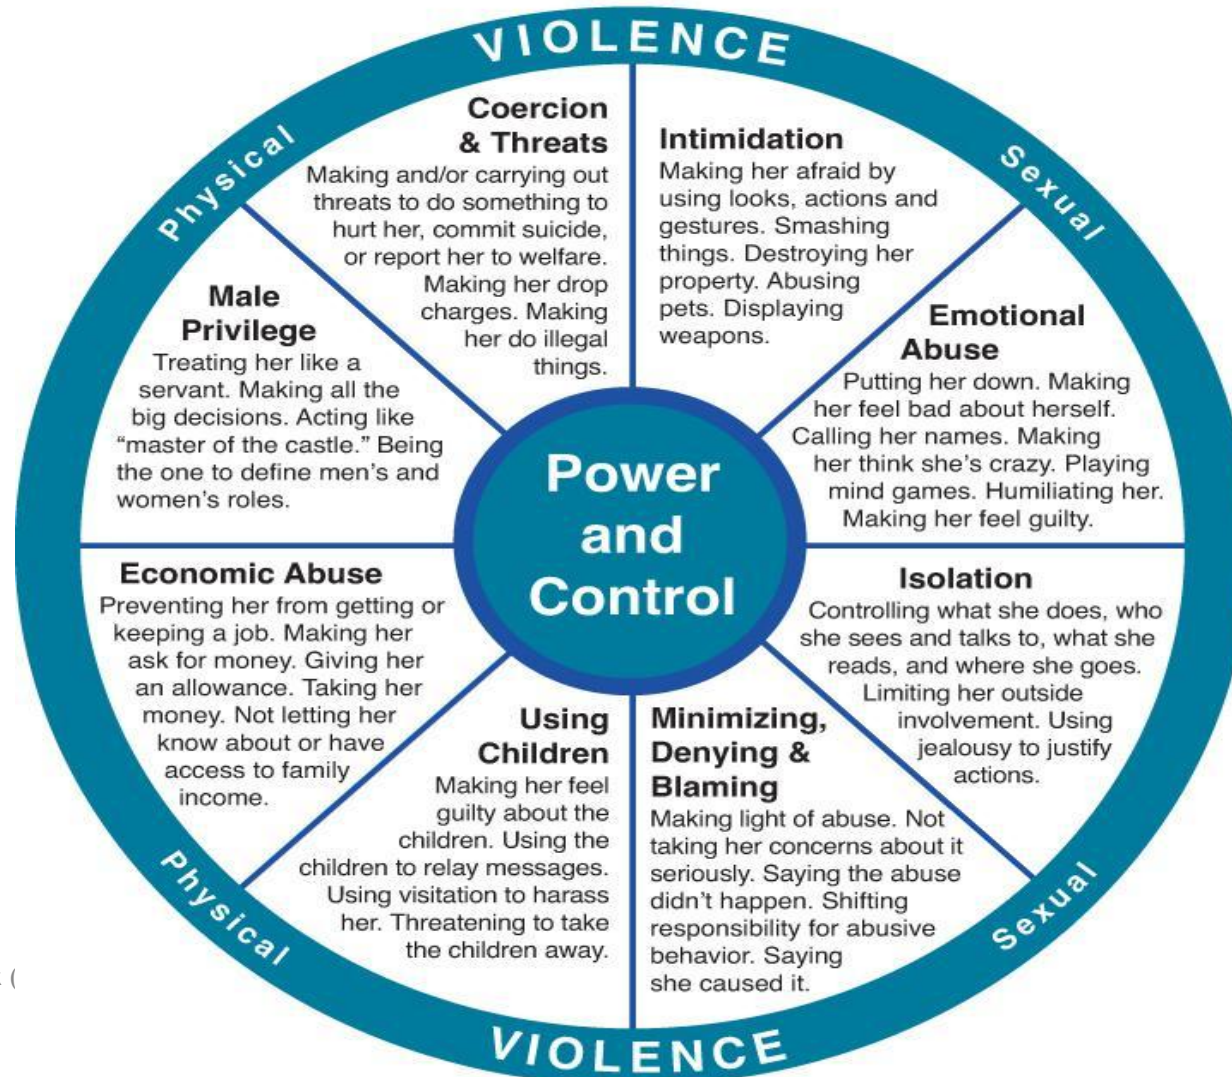 VIOLENCE
Physical
Sexual
Coercion
& Threats
Making and/or carrying out
threats to do something to
hurt her, commit suicide,
or report her to welfare.
Making her drop
charges. Making
her do illegal
things.
Intimidation
Making her afraid by
using looks, actions and
gestures. Smashing
things. Destroying her
property. Abusing
pets. Displaying
weapons.
Male
Privilege
Treating her like a
servant. Making all the
big decisions. Acting like
“master of the castle.” Being
the one to define men’s and
women’s roles.
Emotional
Abuse
Putting her down. Making
her feel bad about herself.
Calling her names. Making
her think she’s crazy. Playing
mind games. Humiliating her.
Making her feel guilty.
Power
and
Control
Economic Abuse
Preventing her from getting or
keeping a job. Making her
ask for money. Giving her
an allowance. Taking her
money. Not letting her
know about or have
access to family
income.
Isolation
Controlling what she does, who
she sees and talks to, what she
reads, and where she goes.
Limiting her outside
involvement. Using
jealousy to justify
actions.
Using
Children
Making her feel
guilty about the
children. Using the
children to relay messages.
Using visitation to harass
her. Threatening to take
the children away.
Minimizing,
Denying &
Blaming
Making light of abuse. Not
taking her concerns about it
seriously. Saying the abuse
didn’t happen. Shifting
responsibility for abusive
behavior. Saying
she caused it.
Physical
Sexual
VIOLENCE